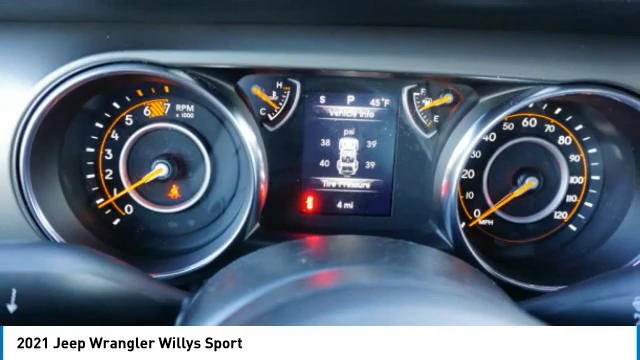 H
C
F
E
S P 45°F
Vehicle Info
psi
38 39
40 39
Tire Pressure
4 mi
RPM
x 1000
7
6
5
4
3
2
1
0
0
10
20
30
40
50
60
70
80
90
100
110
120
MPH
2021 Jeep Wrangler Willys Sport